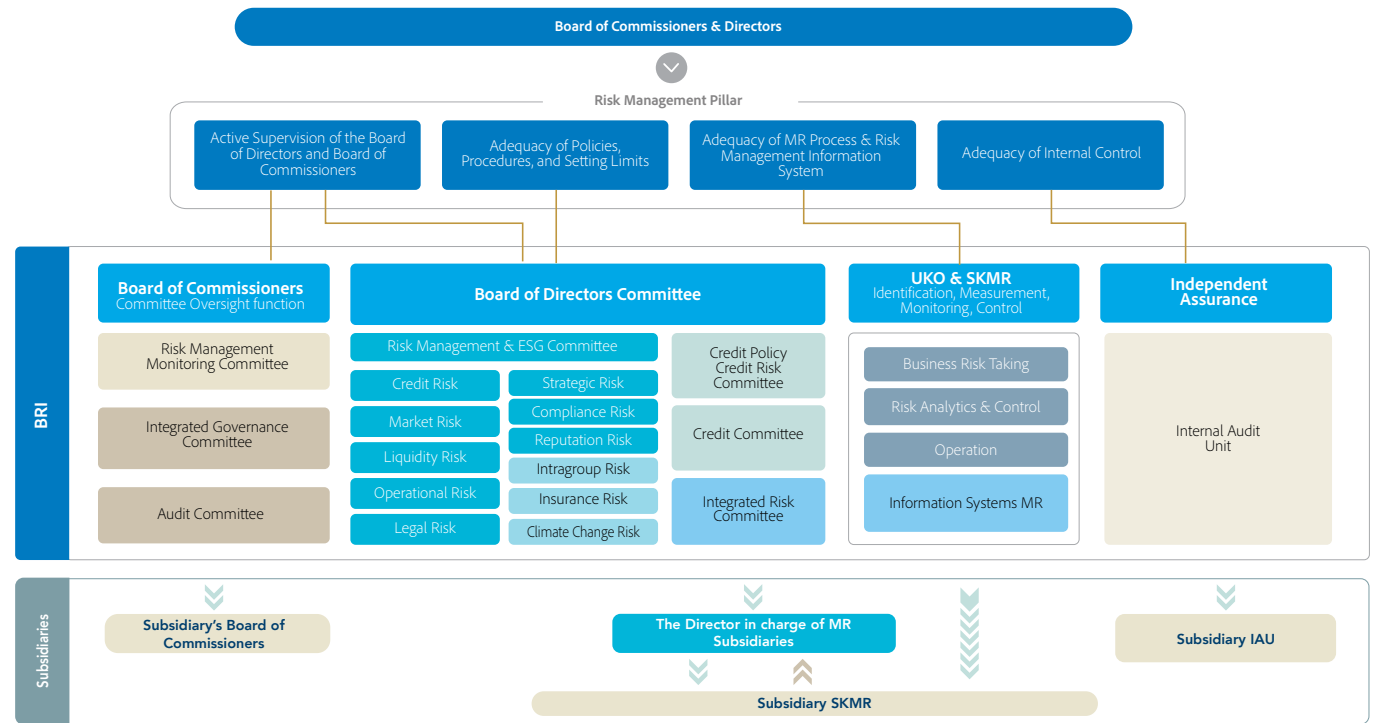 Board of Commissioners & Directors
Risk Management Pillar
Active Supervision of the Board
of Directors and Board of
Commissioners
Adequacy of Policies,
Procedures, and Setting Limits
Adequacy of MR Process & Risk
Management Information
System
Adequacy of Internal Control
BRI
Board of Commissioners
Committee Oversight function
Risk Management
Monitoring Committee
Integrated Governance
Committee
Audit Committee
Board of Directors Committee
Risk Management & ESG Committee
Credit Risk
Market Risk
Liquidity Risk
Operational Risk
Legal Risk
Strategic Risk
Compliance Risk
Reputation Risk
Intragroup Risk
Insurance Risk
Climate Change Risk
Credit Policy
Credit Risk
Committee
Credit Committee
Integrated Risk
Committee
UKO & SKMR
Identification, Measurement,
Monitoring, Control
Business Risk Taking
Risk Analytics & Control
Operation
Information Systems MR
Independent
Assurance
Internal Audit
Unit
Subsidiaries
Subsidiary's Board of
Commissioners
The Director in charge of MR
Subsidiaries
Subsidiary IAU
Subsidiary SKMR